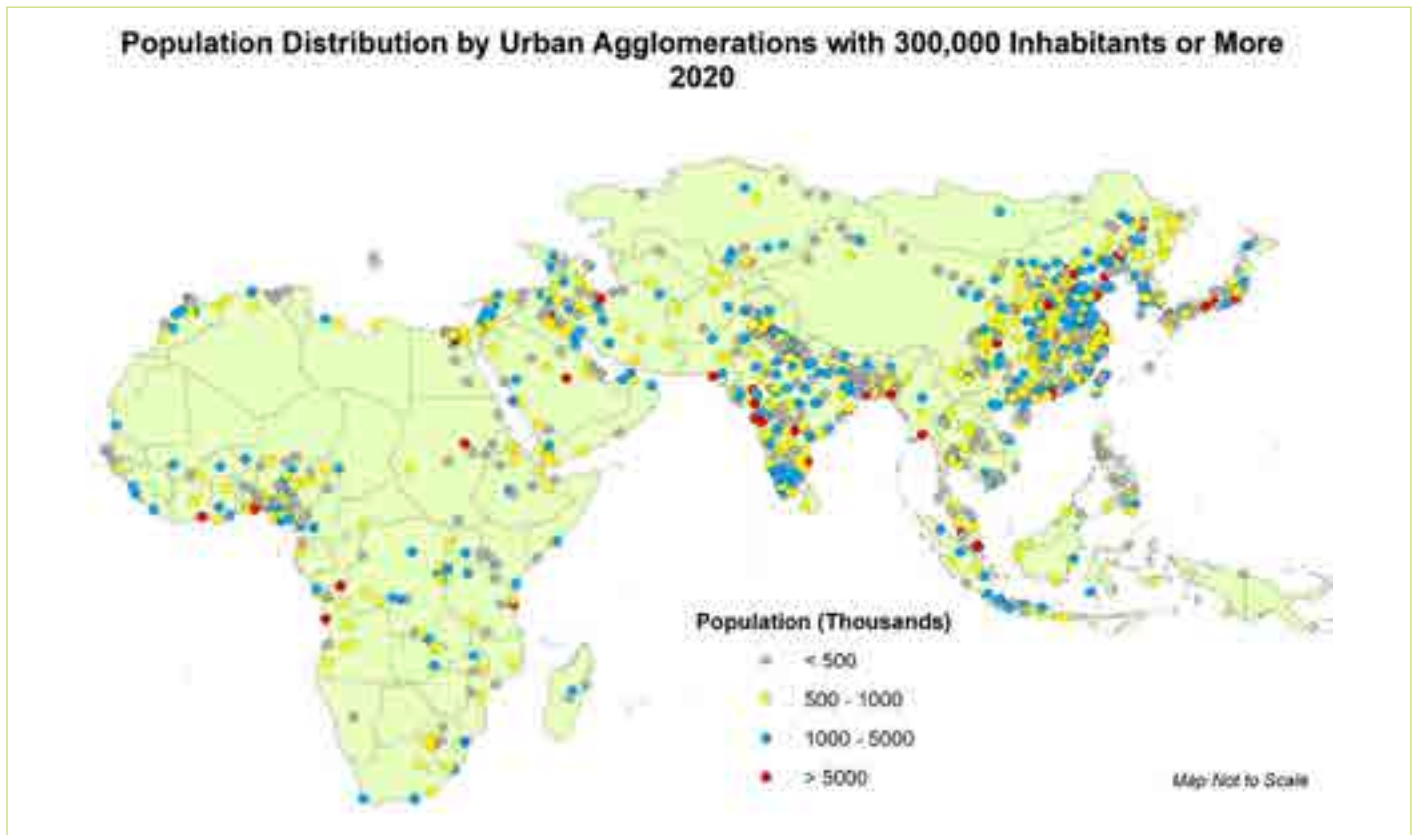 Population Distribution by Urban Agglomerations with 300,000 Inhabitants or More
2020
Population (Thousands)
< 500
500 - 1000
1000 - 5000
> 5000
Map Not to Scale